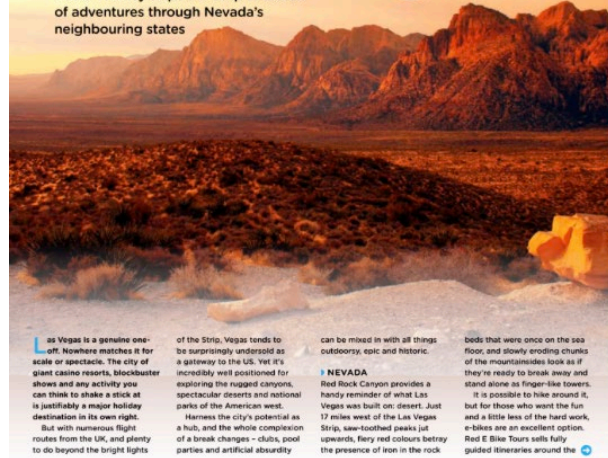 of adventures through Nevada's
neighbouring states
Las Vegas is a genuine one-
off. Nowhere matches it for
scale or spectacle. The city of
giant casino resorts, blockbuster
shows and any activity you
can think to shake a stick at
is justifiably a major holiday
destination in its own right.
But with numerous flight
routes from the UK, and plenty
to do beyond the bright lights
of the Strip, Vegas tends to
be surprisingly undersold as
a gateway to the US. Yet it's
incredibly well positioned for
exploring the rugged canyons,
spectacular deserts and national
parks of the American west.
Harness the city's potential as
a hub, and the whole complexion
of a break changes – clubs, pool
parties and artificial absurdity
can be mixed in with all things
outdoorsy, epic and historic.
NEVADA
Red Rock Canyon provides a
handy reminder of what Las
Vegas was built on: desert. Just
17 miles west of the Las Vegas
Strip, saw-toothed peaks jut
upwards, fiery red colours betray
the presence of iron in the rock
beds that were once on the sea
floor, and slowly eroding chunks
of the mountainsides look as if
they're ready to break away and
stand alone as finger-like towers.
It is possible to hike around it,
but for those who want the fun
and a little less of the hard work,
e-bikes are an excellent option.
Red E Bike Tours sells fully
guided itineraries around the